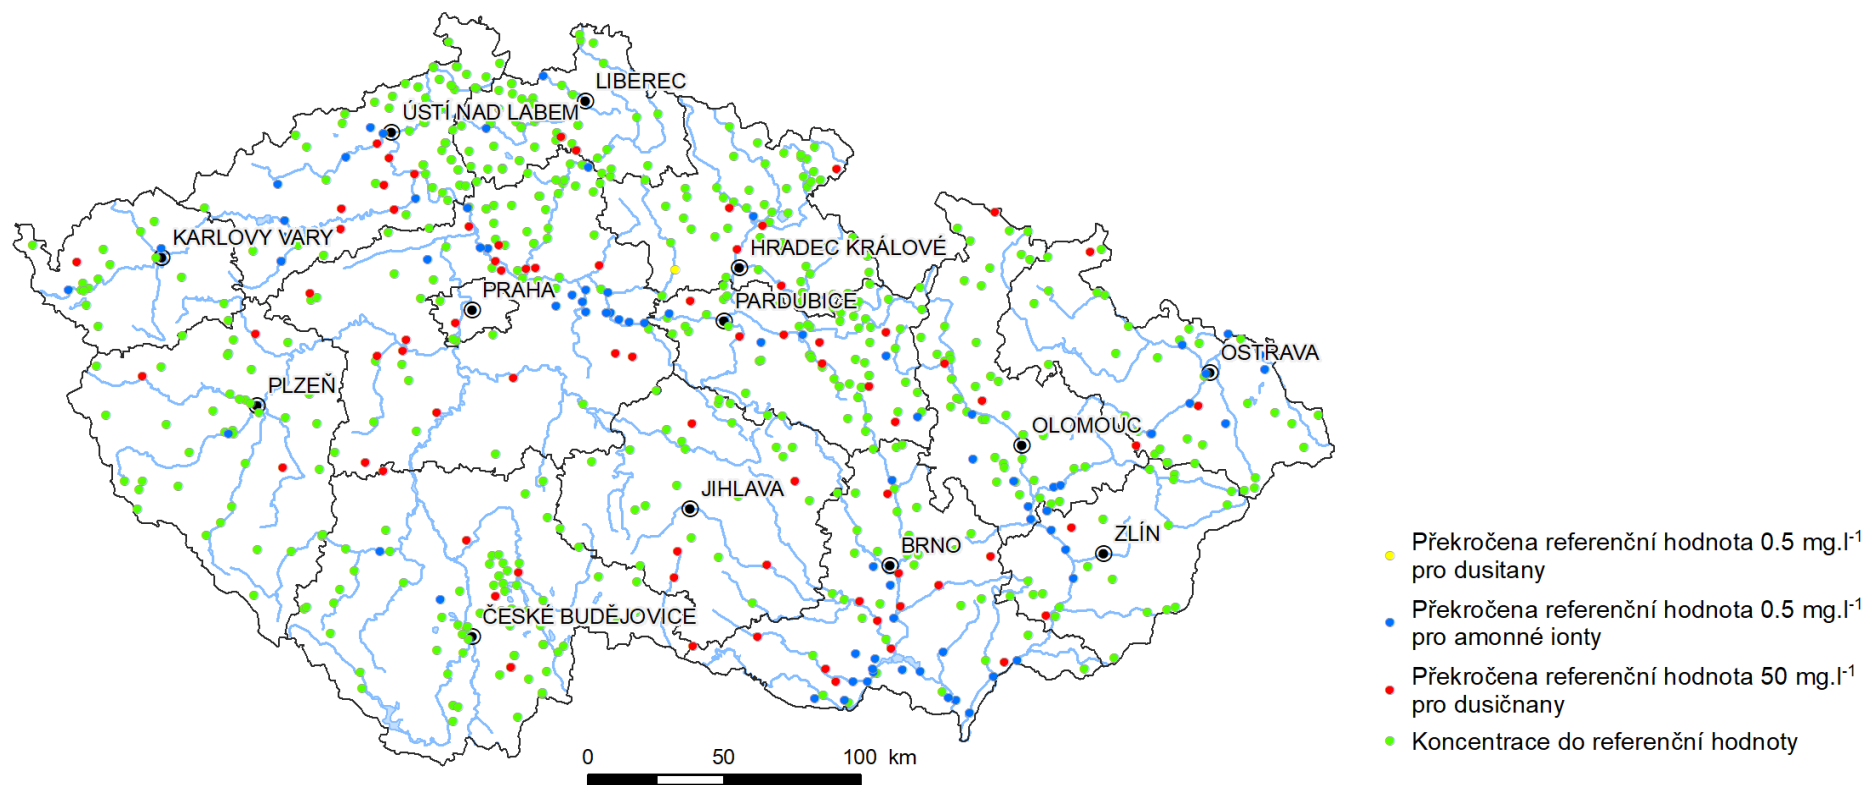 LIBEREC
ÚSTÍ NAD LABEM
KARLOVY VARY
HRADEC KRÁLOVÉ
PRAHA
PARDUBICE
OSTRAVA
PLZEŇ
OLOMOUC
JIHLAVA
ZLÍN
BRNO
ČESKÉ BUDĚJOVICE
Překročena referenční hodnota 0.5 mg.l-1
pro dusitany
Překročena referenční hodnota 0.5 mg.l-1
pro amonné ionty
Překročena referenční hodnota 50 mg.l-1
pro dusičnany
Koncentrace do referenční hodnoty
0 50 100 km